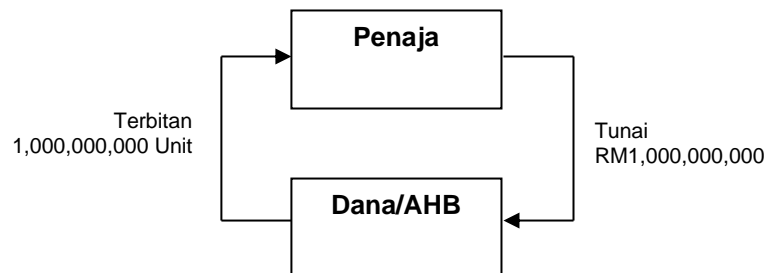 Penaja
Terbitan
1,000,000,000 Unit
Tunai
RM1,000,000,000
Dana/AHB